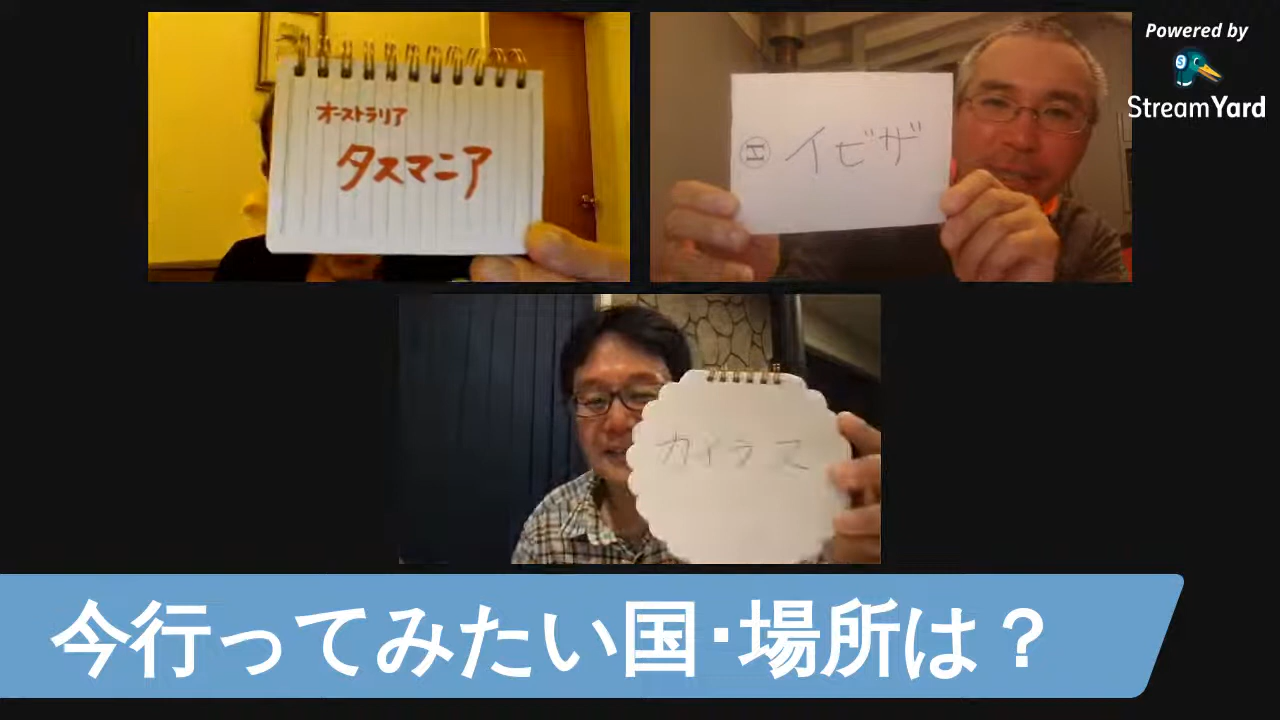 オーストラリア
タスマニア
エ イビザ
カイラス
Powered by
StreamYard
今行ってみたい国・場所は？